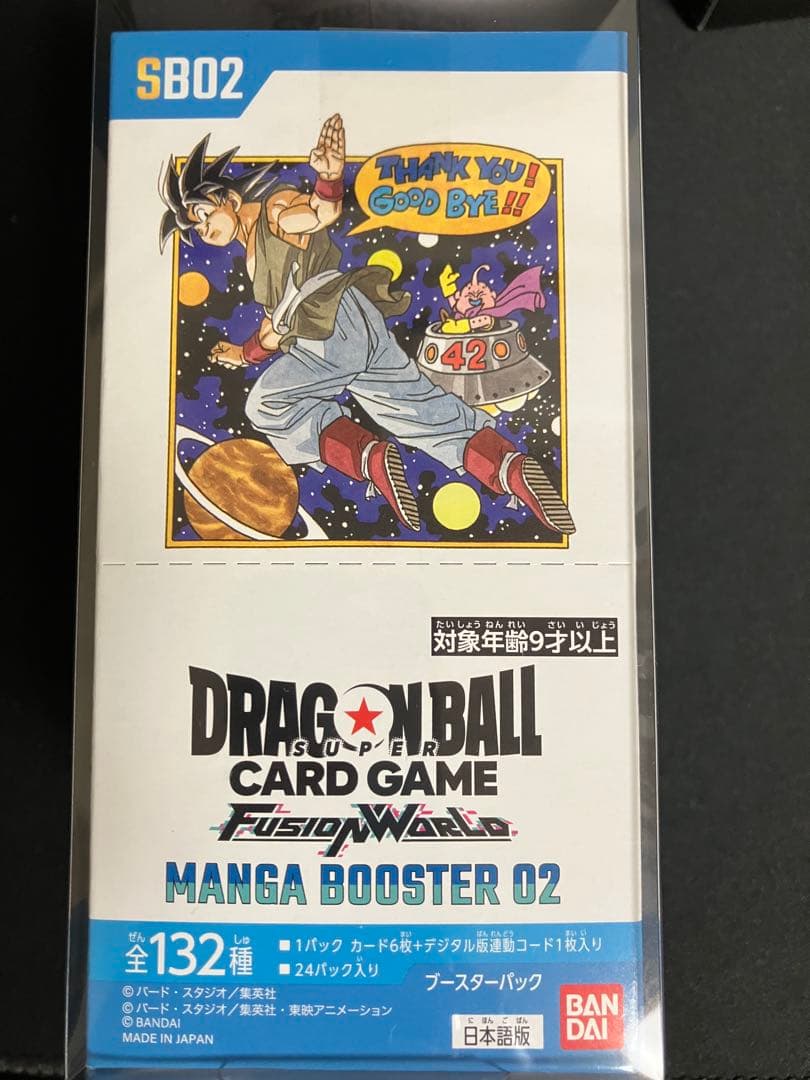 SB02
THANK YOU!
GOOD BYE!!
42
たいしょうねんれい さいいじょう
対象年齢9才以上
DRAGON BALL
SUPER
CARD GAME
FUSION WORLD
MANGA BOOSTER 02
ぜん しゅ
全132種
まい ばんれんどう まいい
■1パック カード6枚+デジタル版連動コード1枚入り
い
■24パック入り
ブースターパック
©バード・スタジオ/集英社
©バード・スタジオ/集英社・東映アニメーション
©BANDAI
MADE IN JAPAN
にほんごばん
日本語版
BAN
DAI